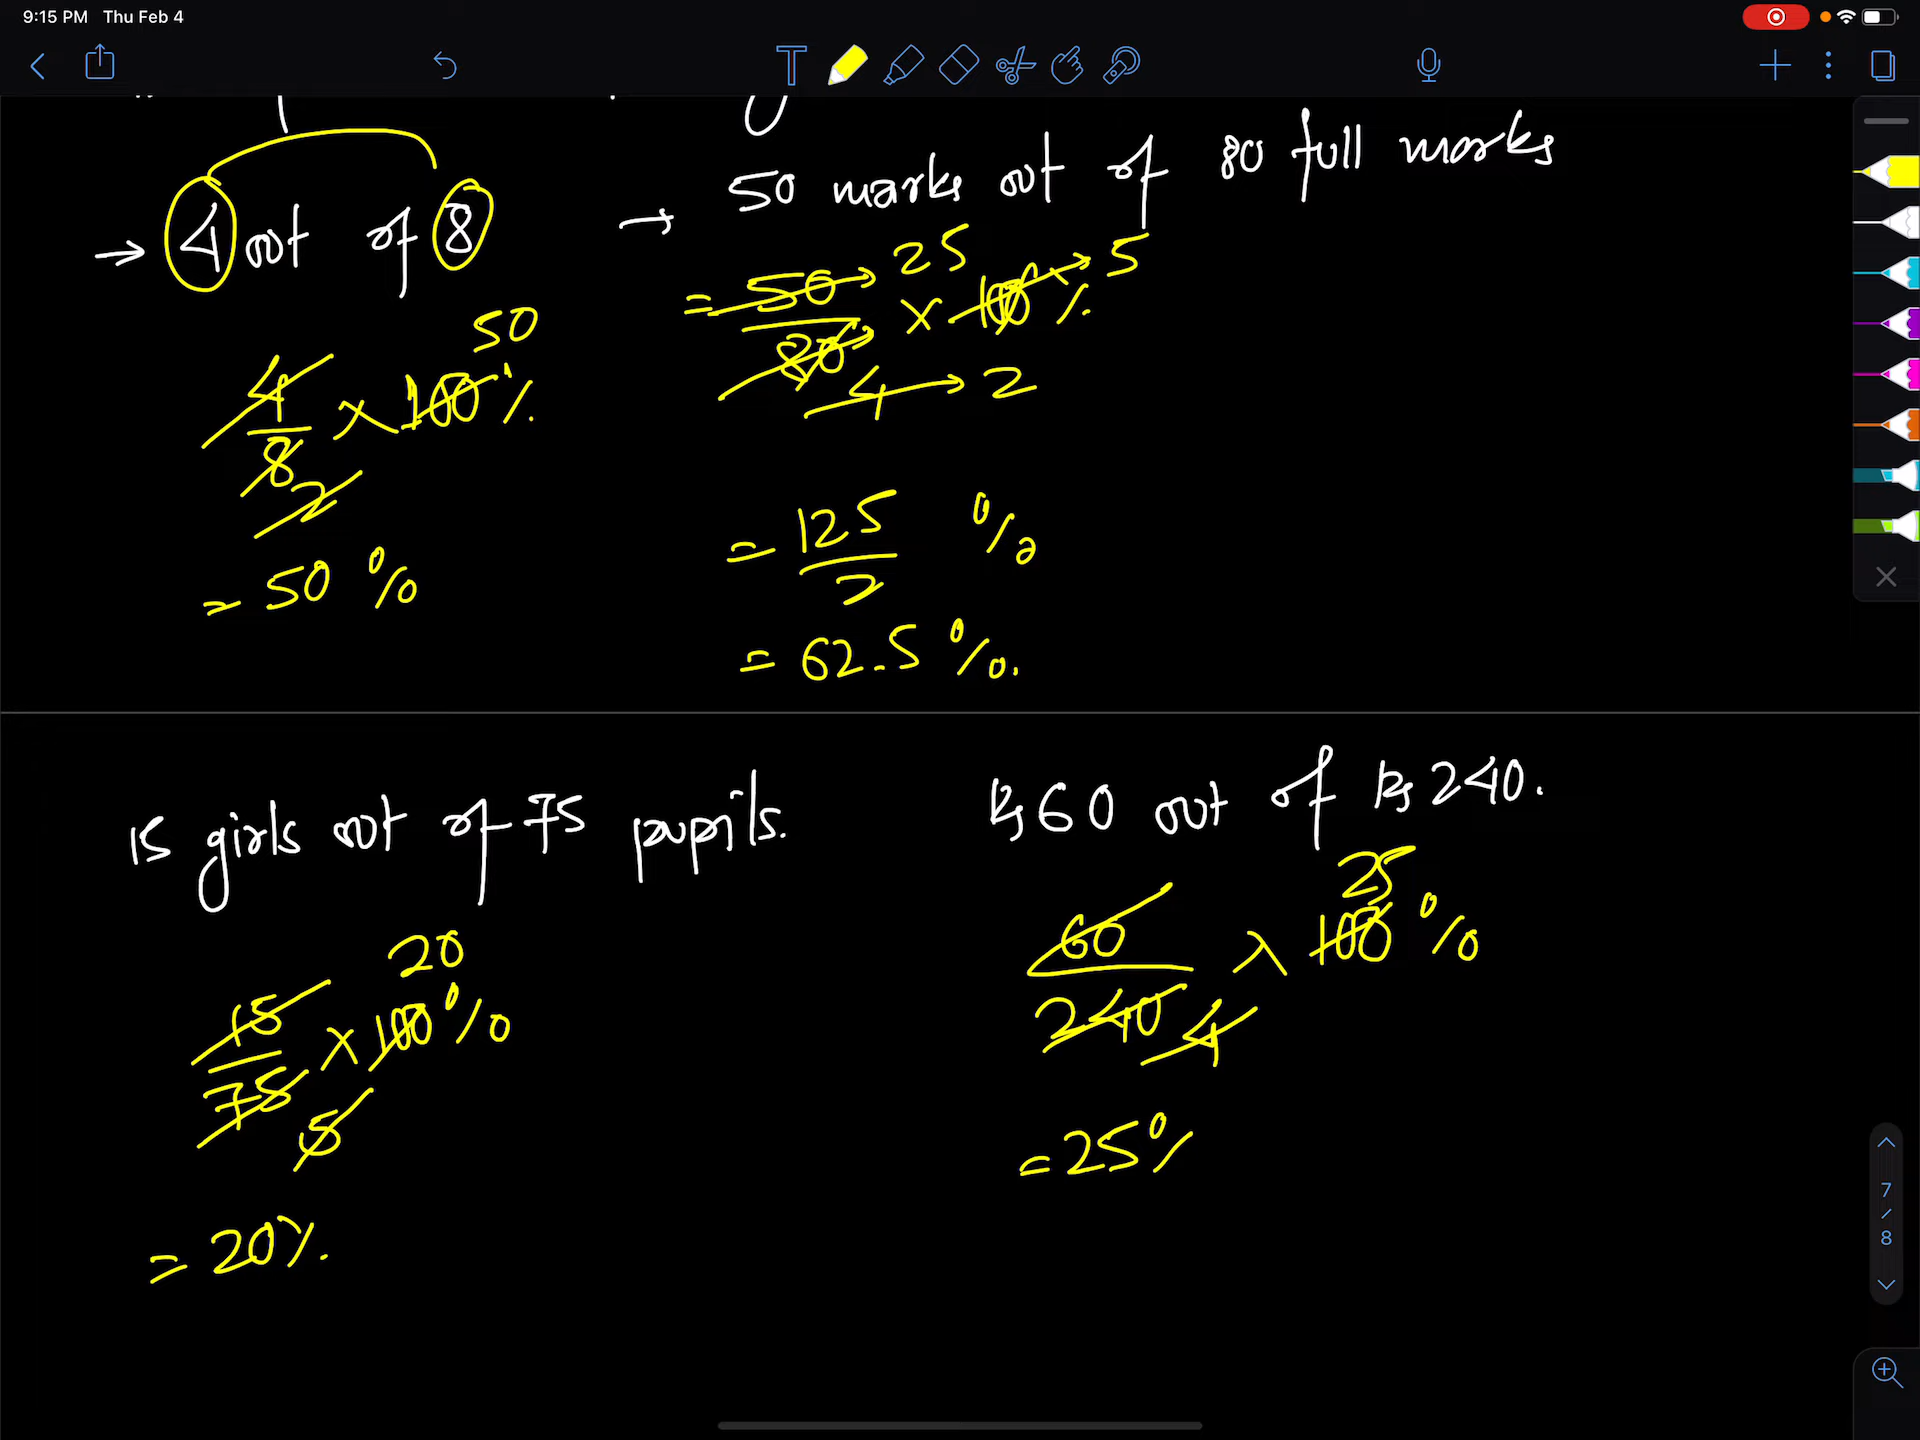 9:15 PM Thu Feb 4
→ 4 out of 8
4/8 × 100%
50
2
= 50 %
→ 50 marks out of 80 full marks
= 50/80 × 100%
25
5
4 → 2
= 125/2 %
= 62.5 %.
15 girls out of 75 pupils.
20
15/75 × 100%
5
= 20%.
Rs 60 out of Rs 240.
25
60/240 × 100%
4
= 25%
7
/
8